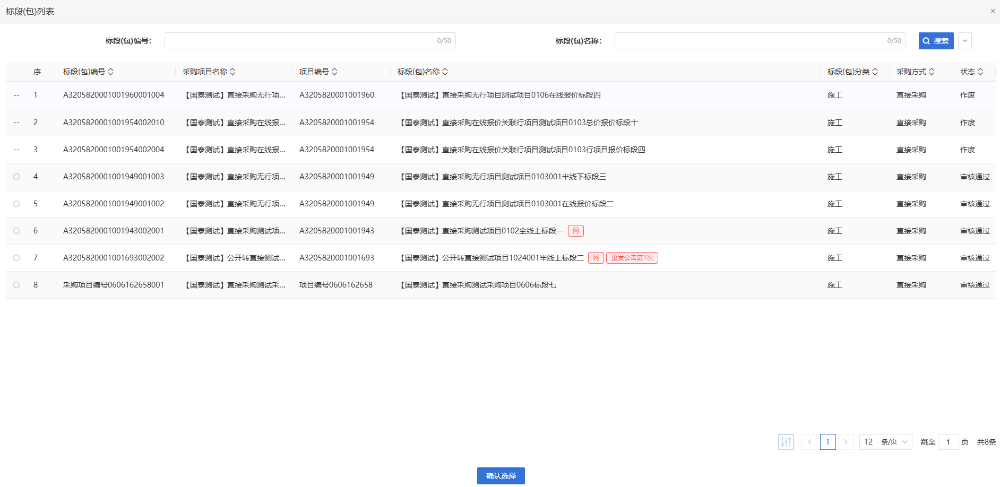 标段(包)列表
标段(包)编号： 0/50 标段(包)名称： 0/50 搜索
序 标段(包)编号 采购项目名称 项目编号 标段(包)名称 标段(包)分类 采购方式 状态
-- 1 A3205820001001960001004 【国泰测试】直接采购无行项... A3205820001001960 【国泰测试】直接采购无行项目测试项目0106在线报价标段四 施工 直接采购 作废
-- 2 A3205820001001954002010 【国泰测试】直接采购在线报... A3205820001001954 【国泰测试】直接采购在线报价关联行项目测试项目0103总价报价标段十 施工 直接采购 作废
-- 3 A3205820001001954002004 【国泰测试】直接采购在线报... A3205820001001954 【国泰测试】直接采购在线报价关联行项目测试项目0103行项目报价标段四 施工 直接采购 作废
4 A3205820001001949001003 【国泰测试】直接采购无行项... A3205820001001949 【国泰测试】直接采购无行项目测试项目0103001半线下标段三 施工 直接采购 审核通过
5 A3205820001001949001002 【国泰测试】直接采购无行项... A3205820001001949 【国泰测试】直接采购无行项目测试项目0103001在线报价标段二 施工 直接采购 审核通过
6 A3205820001001943002001 【国泰测试】直接采购测试项... A3205820001001943 【国泰测试】直接采购测试项目0102全线上标段一 网 施工 直接采购 审核通过
7 A3205820001001693002002 【国泰测试】公开转直接测试... A3205820001001693 【国泰测试】公开转直接测试项目1024001半线上标段二 网 重发公告第1次 施工 直接采购 审核通过
8 采购项目编号0606162658001 【国泰测试】直接采购测试采... 项目编号0606162658 【国泰测试】直接采购测试采购项目0606标段七 施工 直接采购 审核通过
1 12 条/页 跳至 1 页 共8条
确认选择